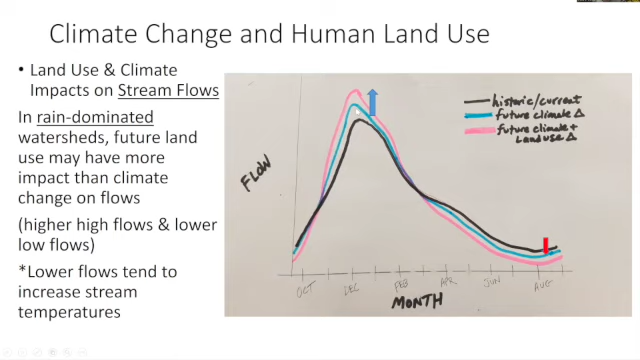 Climate Change and Human Land Use
• Land Use & Climate
Impacts on Stream Flows
In rain-dominated
watersheds, future land
use may have more
impact than climate
change on flows
(higher high flows & lower
low flows)
*Lower flows tend to
increase stream
temperatures
historic/current
future climate Δ
future climate +
Land use Δ
FLOW
OCT DEC FEB APR JUN AUG
MONTH